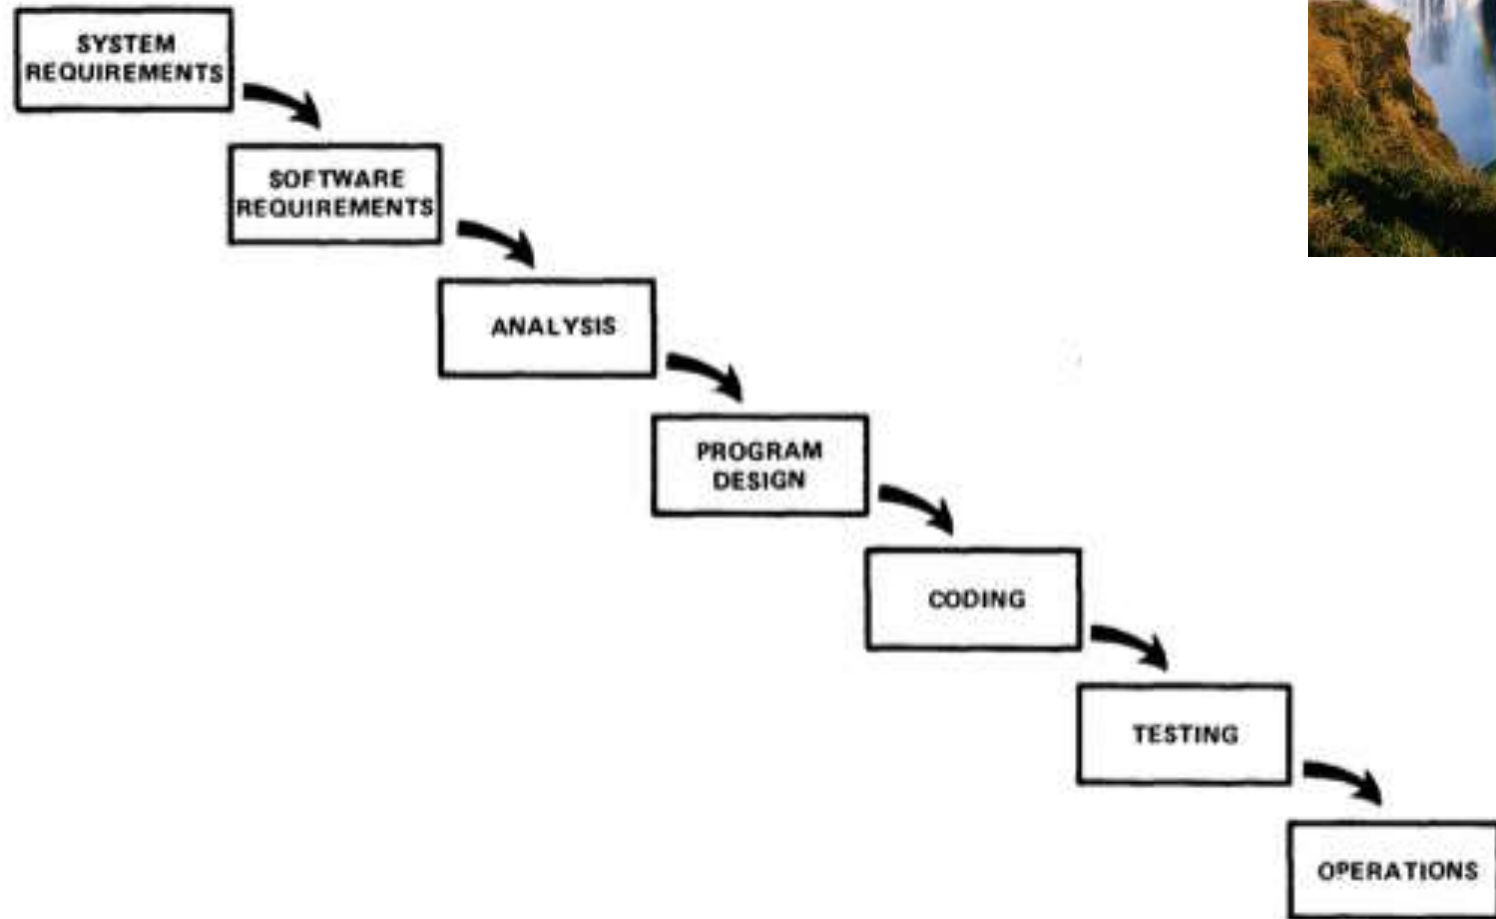 SYSTEM
REQUIREMENTS
SOFTWARE
REQUIREMENTS
ANALYSIS
PROGRAM
DESIGN
CODING
TESTING
OPERATIONS